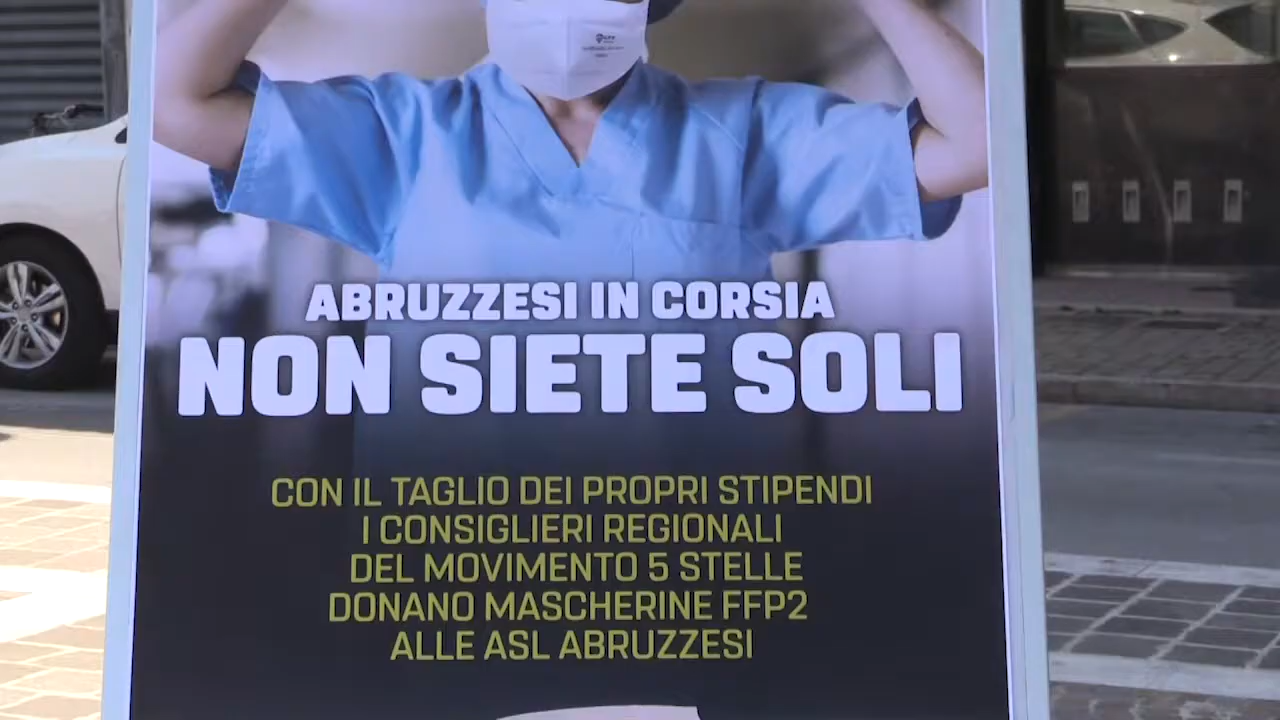 ABRUZZESI IN CORSIA
NON SIETE SOLI
CON IL TAGLIO DEI PROPRI STIPENDI
I CONSIGLIERI REGIONALI
DEL MOVIMENTO 5 STELLE
DONANO MASCHERINE FFP2
ALLE ASL ABRUZZESI